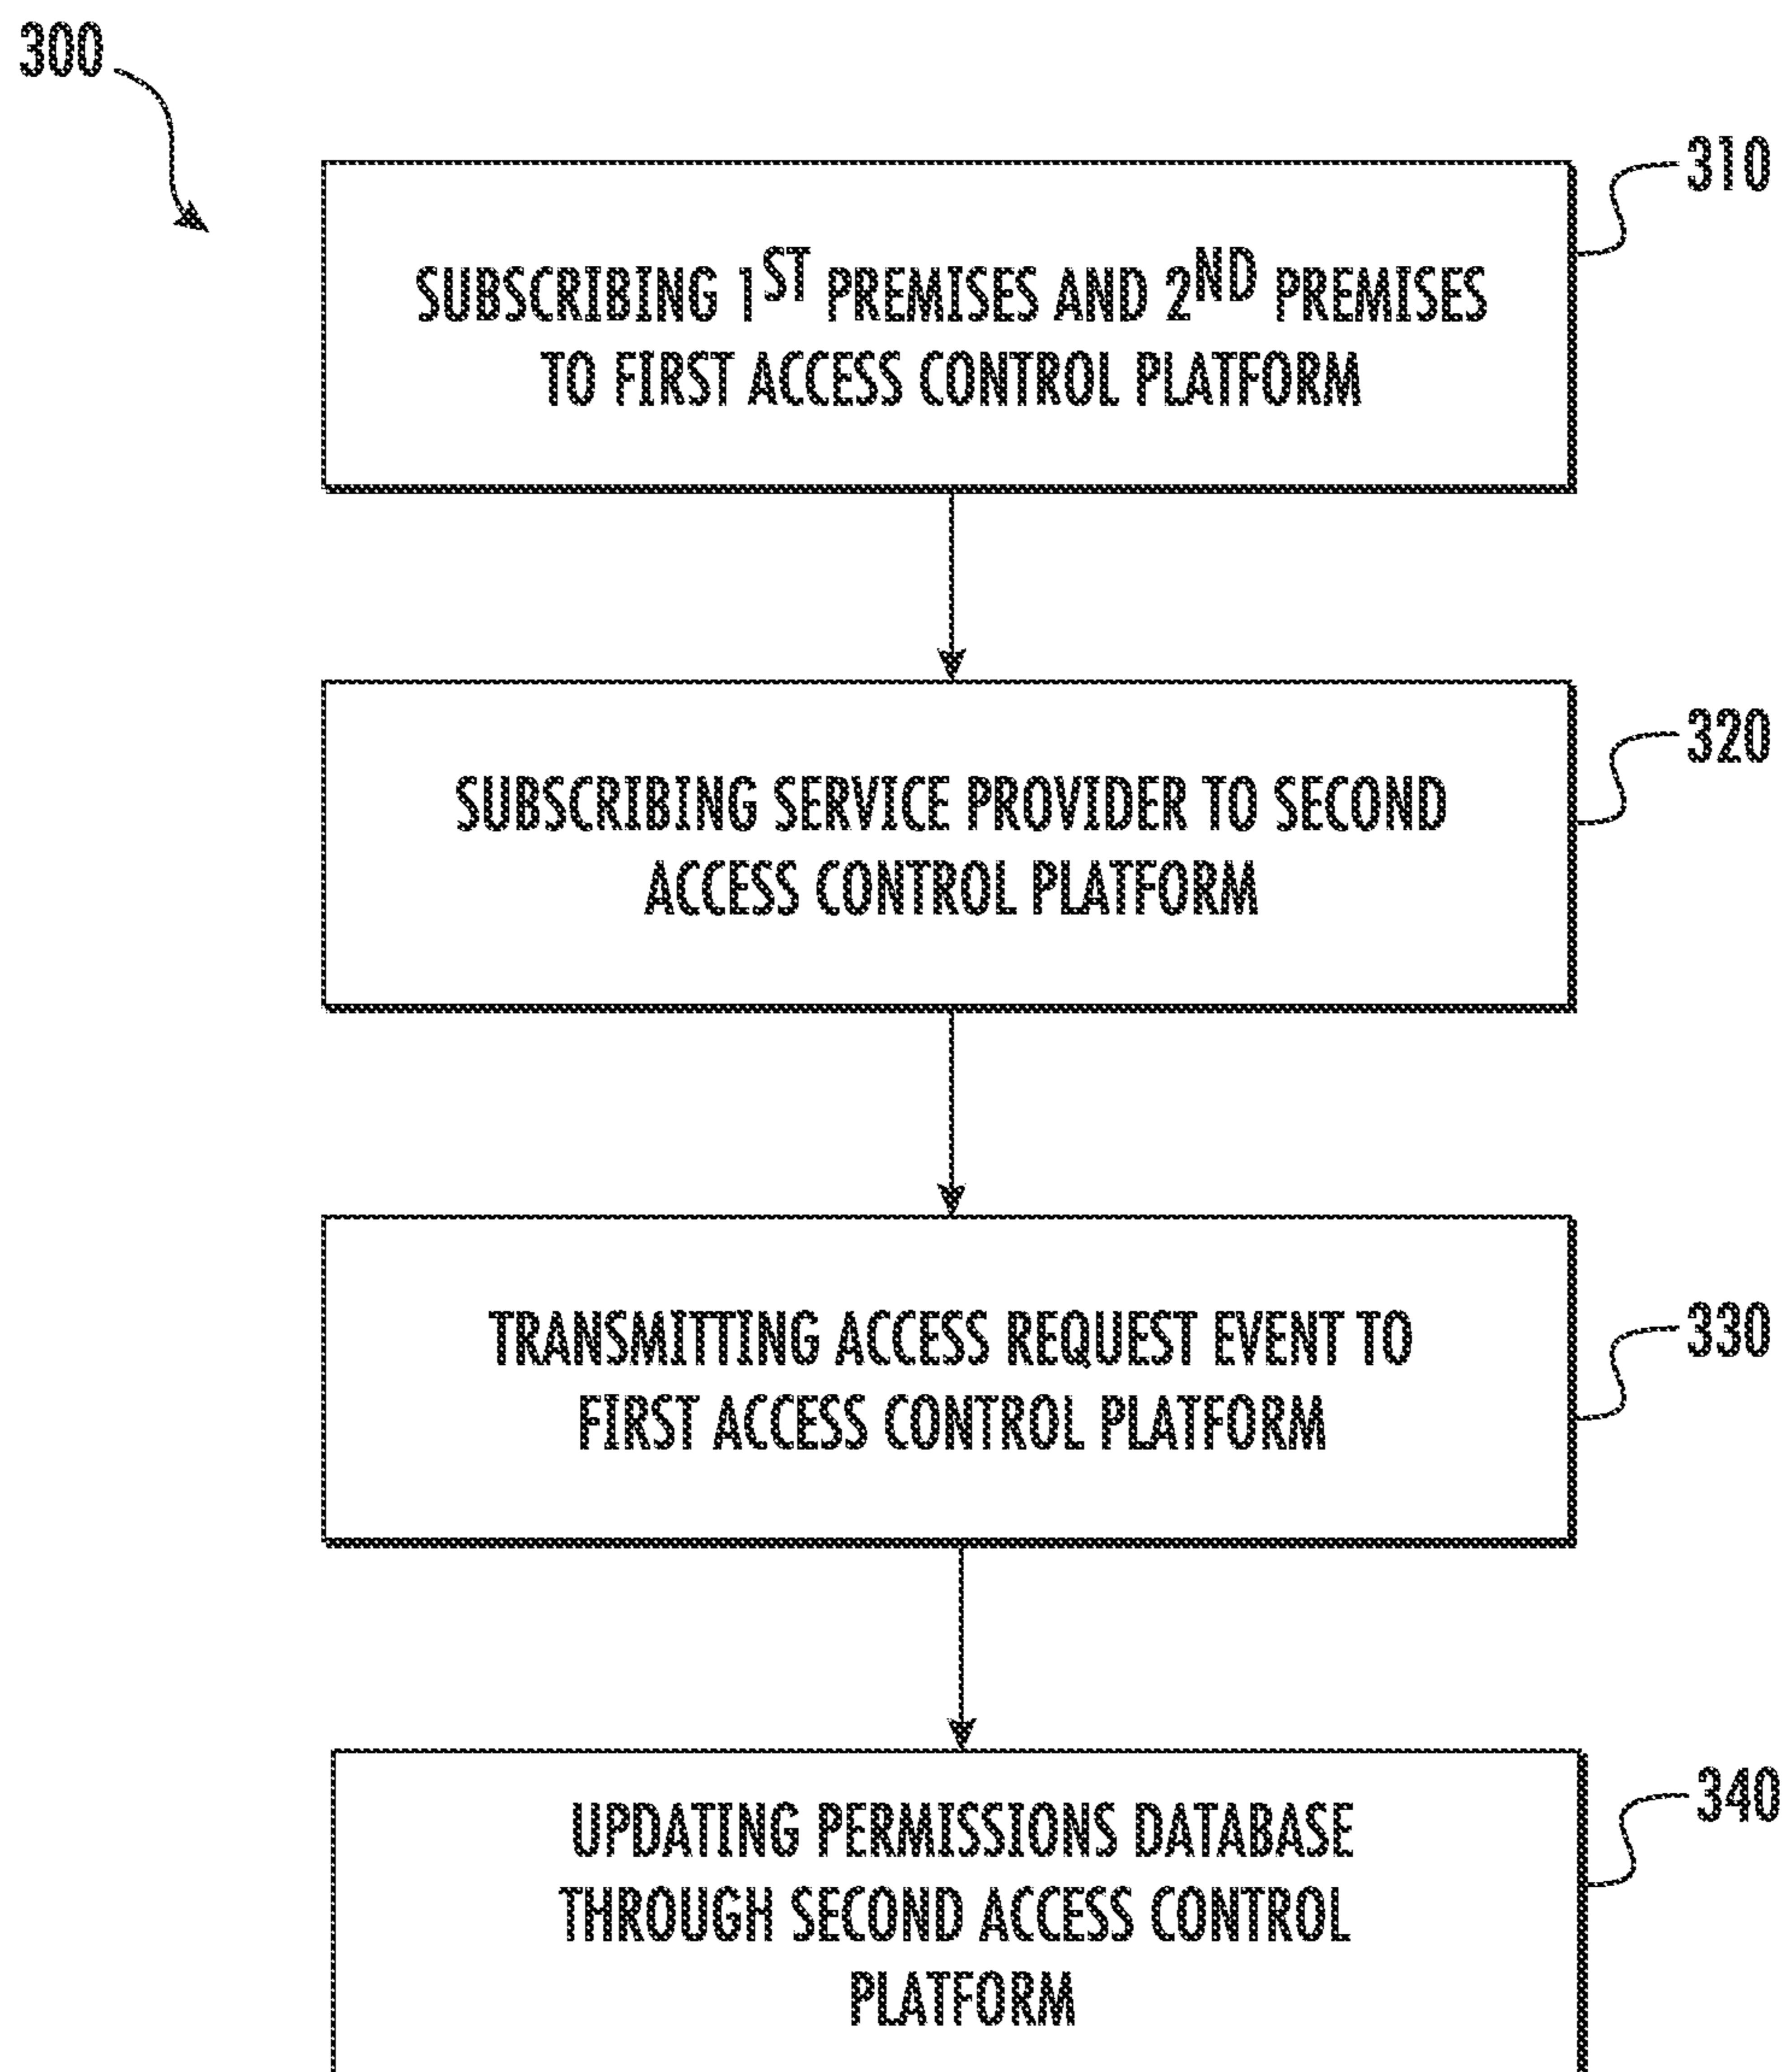 300
310
SUBSCRIBING 1ST PREMISES AND 2ND PREMISES
TO FIRST ACCESS CONTROL PLATFORM
320
SUBSCRIBING SERVICE PROVIDER TO SECOND
ACCESS CONTROL PLATFORM
330
TRANSMITTING ACCESS REQUEST EVENT TO
FIRST ACCESS CONTROL PLATFORM
340
UPDATING PERMISSIONS DATABASE
THROUGH SECOND ACCESS CONTROL
PLATFORM